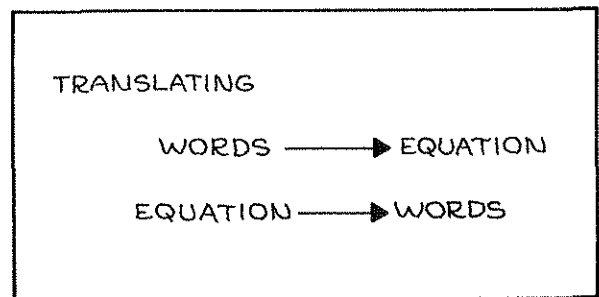 TRANSLATING
WORDS → EQUATION
EQUATION → WORDS